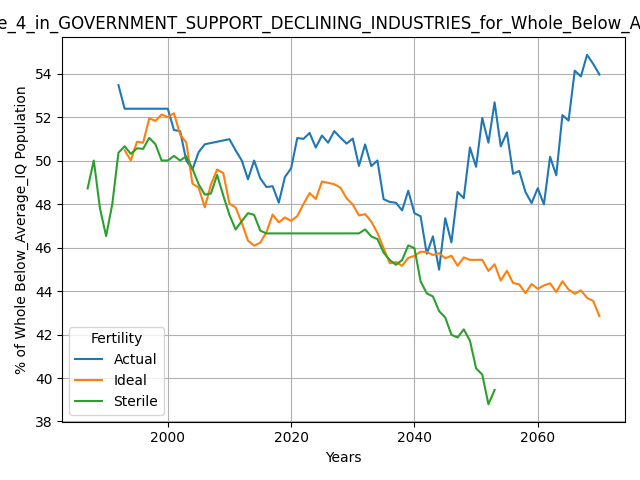 e_4_in_GOVERNMENT_SUPPORT_DECLINING_INDUSTRIES_for_Whole_Below_A
% of Whole Below_Average_IQ Population
54
52
50
48
46
44
42
40
38
Fertility
Actual
Ideal
Sterile
2000 2020 2040 2060
Years